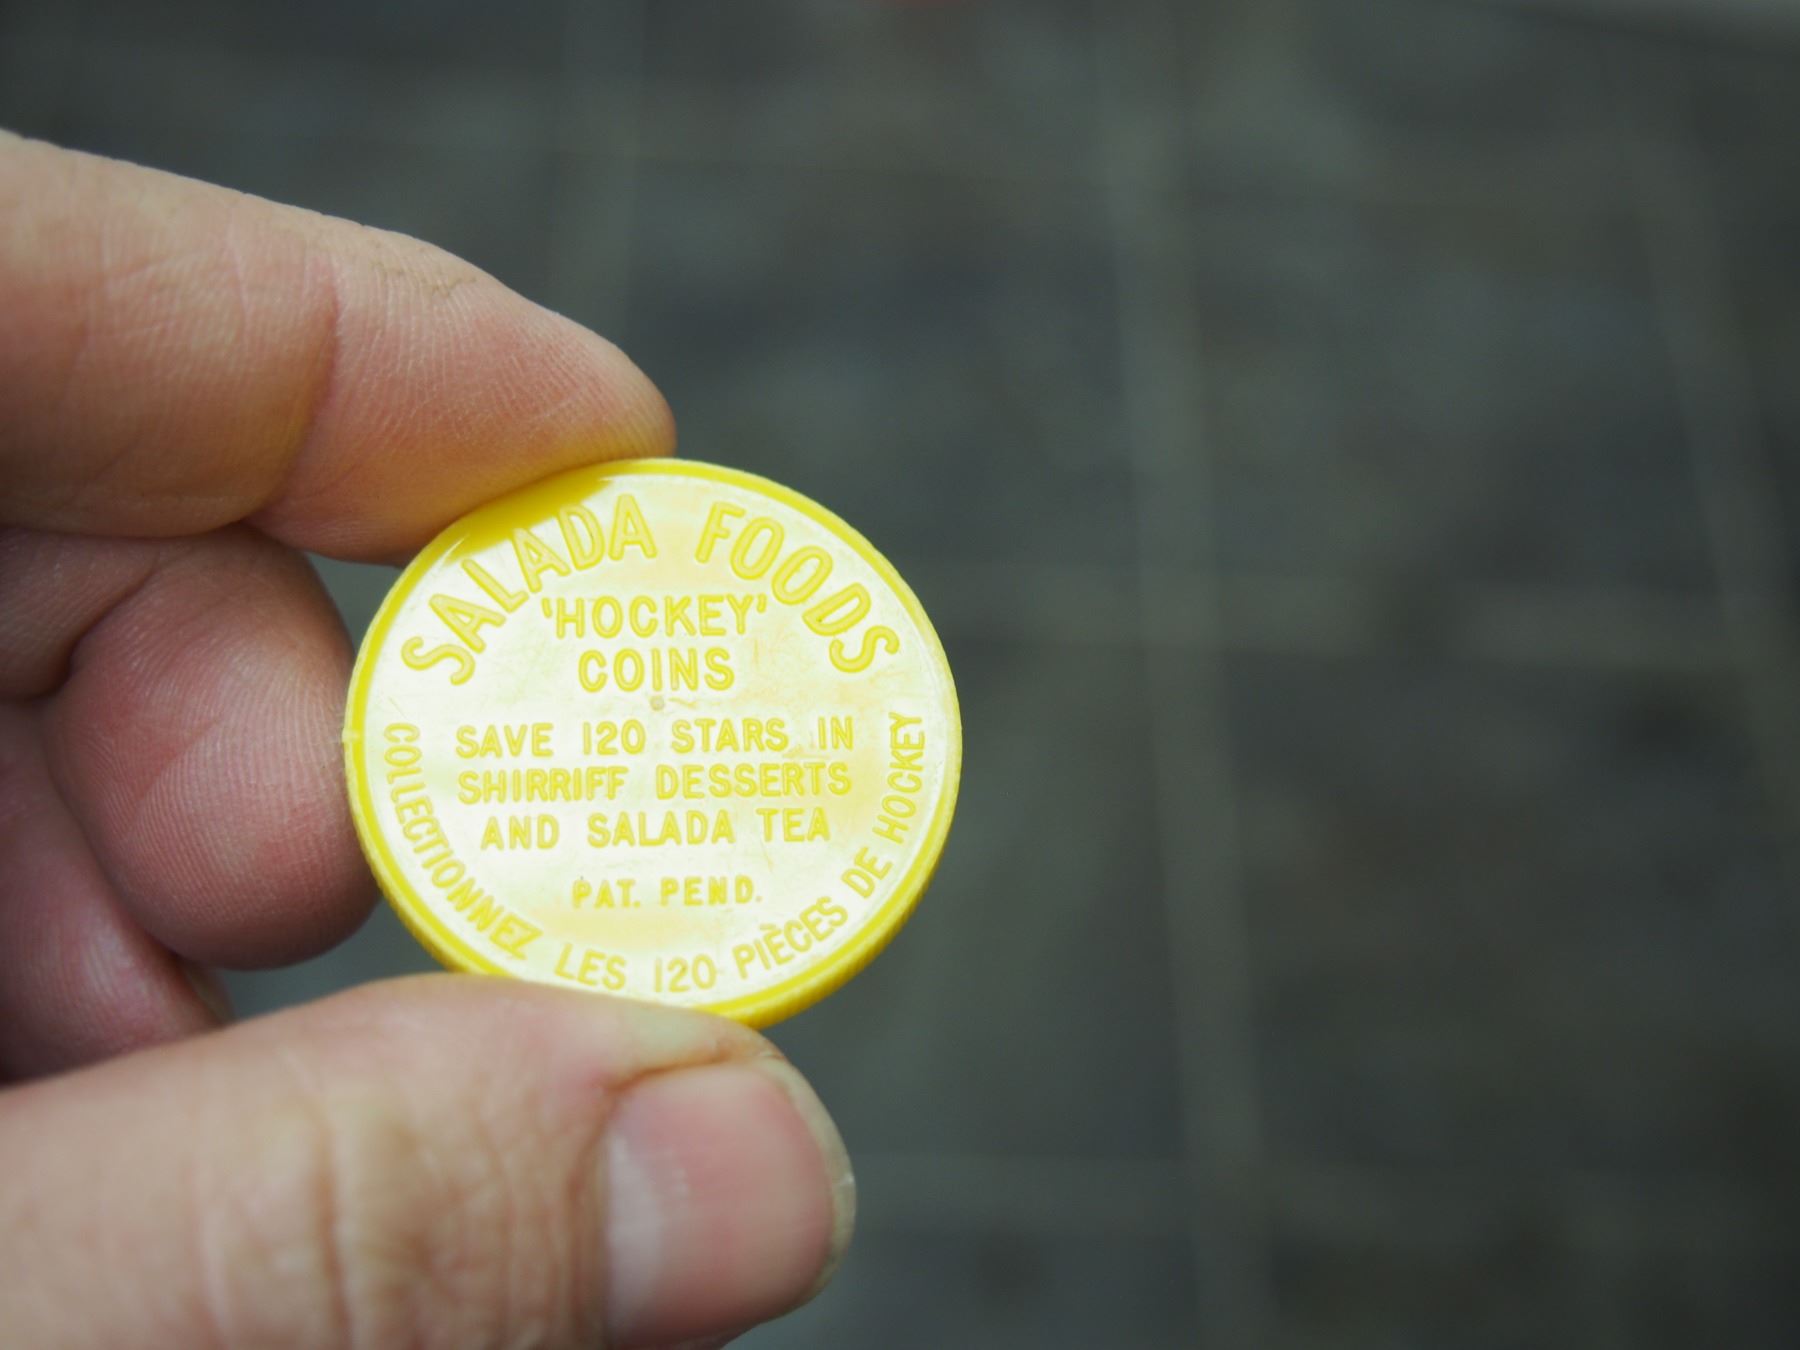 SALADA FOODS
'HOCKEY'
COINS
SAVE 120 STARS IN
SHIRRIFF DESSERTS
AND SALADA TEA
PAT. PEND.
COLLECTIONNEZ LES 120 PIÈCES DE HOCKEY